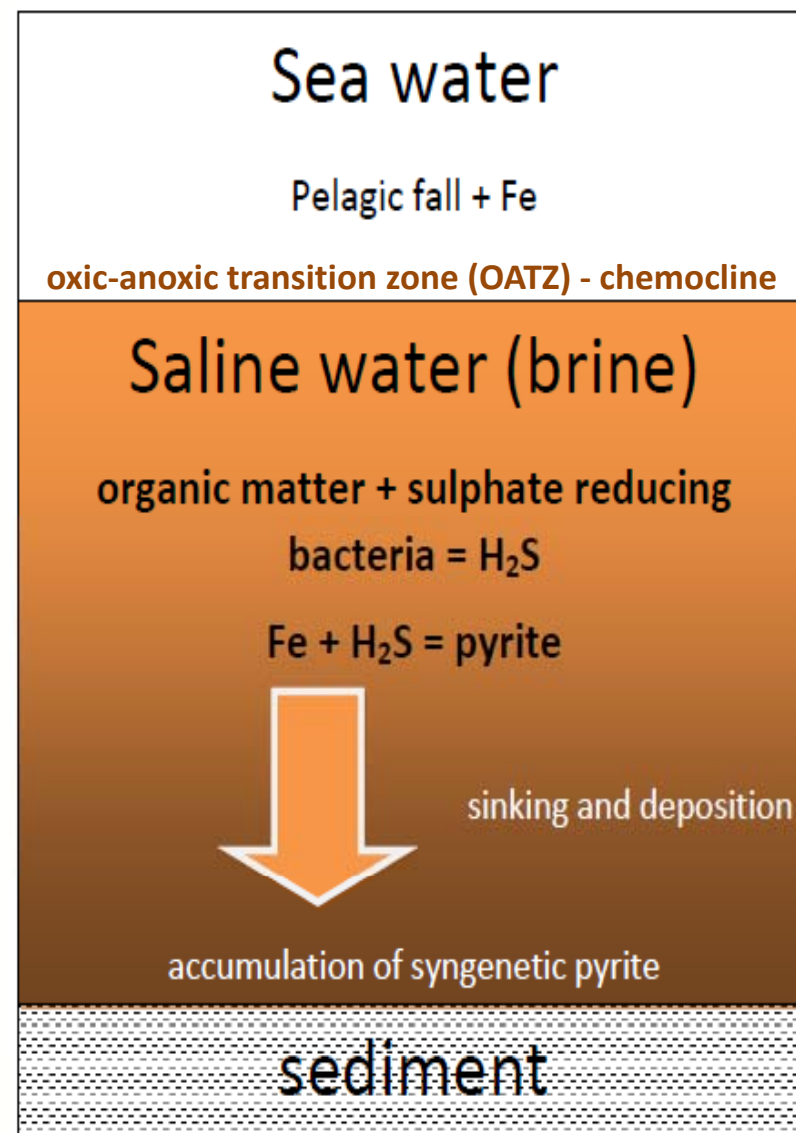 Sea water
Pelagic fall + Fe
oxic-anoxic transition zone (OATZ) - chemocline
Saline water (brine)
organic matter + sulphate reducing
bacteria = H₂S
Fe + H₂S = pyrite
sinking and deposition
accumulation of syngenetic pyrite
sediment